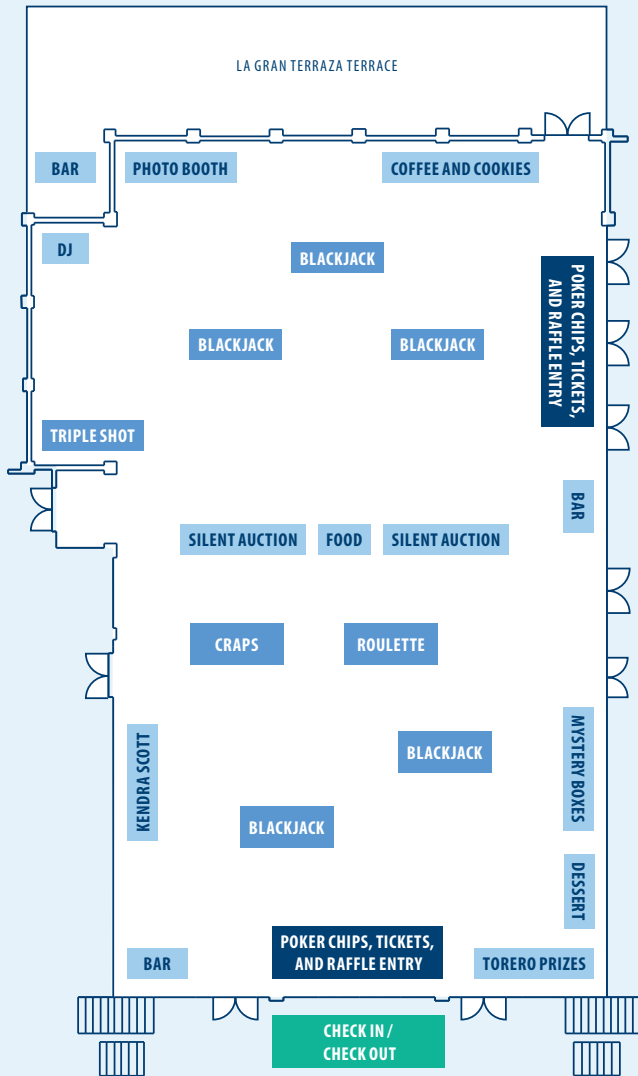 LA GRAN TERRAZA TERRACE
BAR
PHOTO BOOTH
COFFEE AND COOKIES
DJ
BLACKJACK
POKER CHIPS, TICKETS,
AND RAFFLE ENTRY
BLACKJACK
BLACKJACK
TRIPLE SHOT
BAR
SILENT AUCTION
FOOD
SILENT AUCTION
CRAPS
ROULETTE
KENDRA SCOTT
BLACKJACK
MYSTERY BOXES
BLACKJACK
DESSERT
BAR
POKER CHIPS, TICKETS,
AND RAFFLE ENTRY
TORERO PRIZES
CHECK IN /
CHECK OUT